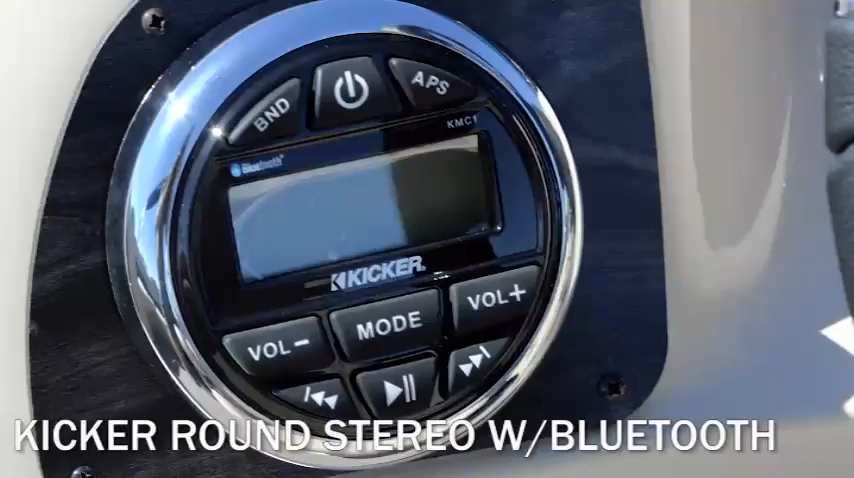 BND
APS
KMC1
Bluetooth
KICKER
VOL-
MODE
VOL+
KICKER ROUND STEREO W/BLUETOOTH